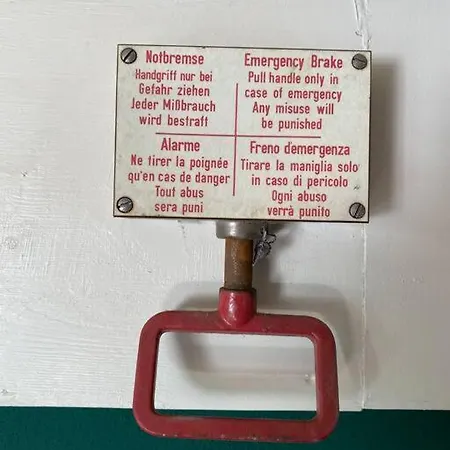 Notbremse
Handgriff nur bei
Gefahr ziehen
Jeder Mißbrauch
wird bestraft
Emergency Brake
Pull handle only in
case of emergency
Any misuse will
be punished
Alarme
Ne tirer la poignée
qu'en cas de danger
Tout abus
sera puni
Freno d'emergenza
Tirare la maniglia solo
in caso di pericolo
Ogni abuso
verrà punito